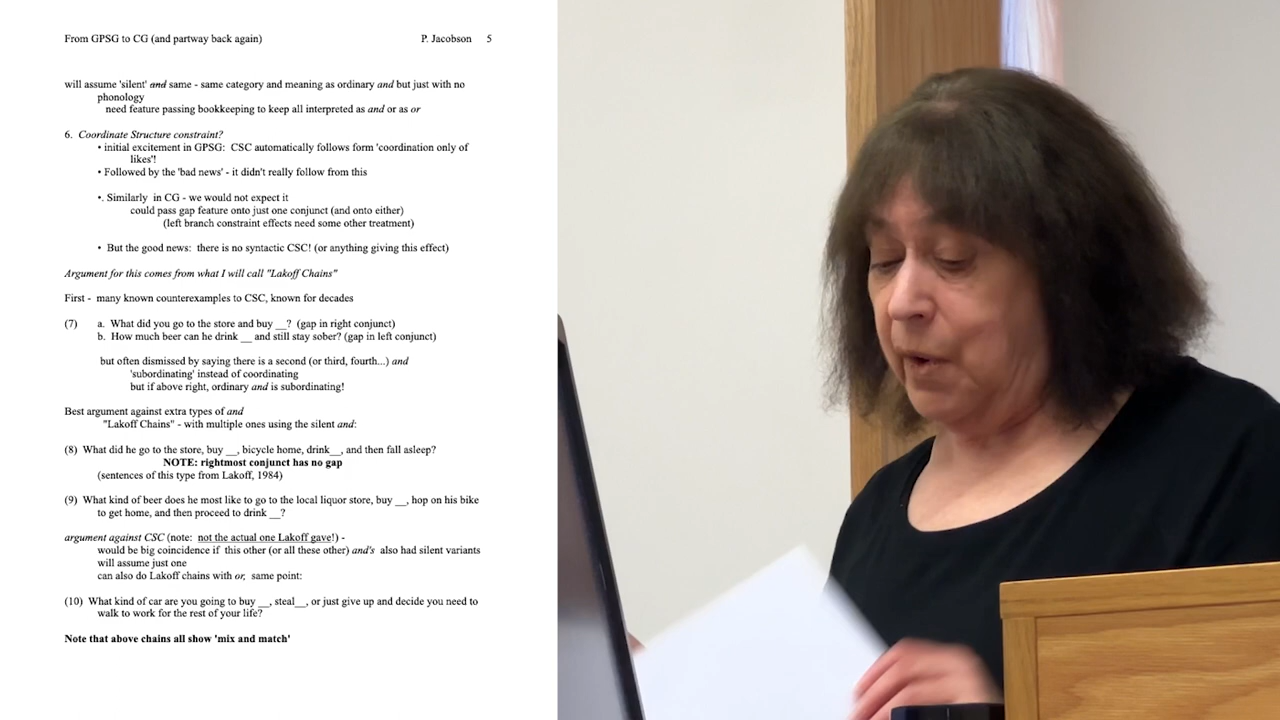 From GPSG to CG (and partway back again) P. Jacobson 5
will assume 'silent' and same - same category and meaning as ordinary and but just with no
phonology
need feature passing bookkeeping to keep all interpreted as and or as or
6. Coordinate Structure constraint?
• initial excitement in GPSG: CSC automatically follows form 'coordination only of
likes'!
• Followed by the 'bad news' - it didn't really follow from this
•. Similarly in CG - we would not expect it
could pass gap feature onto just one conjunct (and onto either)
(left branch constraint effects need some other treatment)
• But the good news: there is no syntactic CSC! (or anything giving this effect)
Argument for this comes from what I will call "Lakoff Chains"
First - many known counterexamples to CSC, known for decades
(7) a. What did you go to the store and buy __? (gap in right conjunct)
b. How much beer can he drink __ and still stay sober? (gap in left conjunct)
but often dismissed by saying there is a second (or third, fourth...) and
'subordinating' instead of coordinating
but if above right, ordinary and is subordinating!
Best argument against extra types of and
"Lakoff Chains" - with multiple ones using the silent and:
(8) What did he go to the store, buy __, bicycle home, drink__, and then fall asleep?
NOTE: rightmost conjunct has no gap
(sentences of this type from Lakoff, 1984)
(9) What kind of beer does he most like to go to the local liquor store, buy __, hop on his bike
to get home, and then proceed to drink __?
argument against CSC (note: not the actual one Lakoff gave!) -
would be big coincidence if this other (or all these other) and's also had silent variants
will assume just one
can also do Lakoff chains with or, same point:
(10) What kind of car are you going to buy __, steal__, or just give up and decide you need to
walk to work for the rest of your life?
Note that above chains all show 'mix and match'